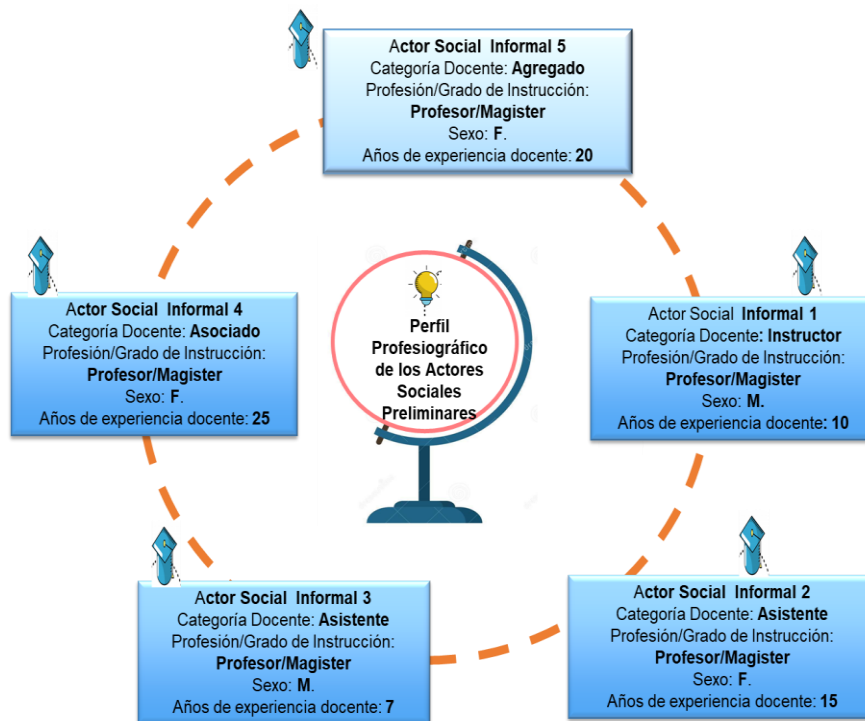 Actor Social Informal 5
Categoría Docente: Agregado
Profesión/Grado de Instrucción:
Profesor/Magister
Sexo: F.
Años de experiencia docente: 20
Actor Social Informal 4
Categoría Docente: Asociado
Profesión/Grado de Instrucción:
Profesor/Magister
Sexo: F.
Años de experiencia docente: 25
Perfil
Profesiográfico
de los Actores
Sociales
Preliminares
Actor Social Informal 1
Categoría Docente: Instructor
Profesión/Grado de Instrucción:
Profesor/Magister
Sexo: M.
Años de experiencia docente: 10
Actor Social Informal 3
Categoría Docente: Asistente
Profesión/Grado de Instrucción:
Profesor/Magister
Sexo: M.
Años de experiencia docente: 7
Actor Social Informal 2
Categoría Docente: Asistente
Profesión/Grado de Instrucción:
Profesor/Magister
Sexo: F.
Años de experiencia docente: 15